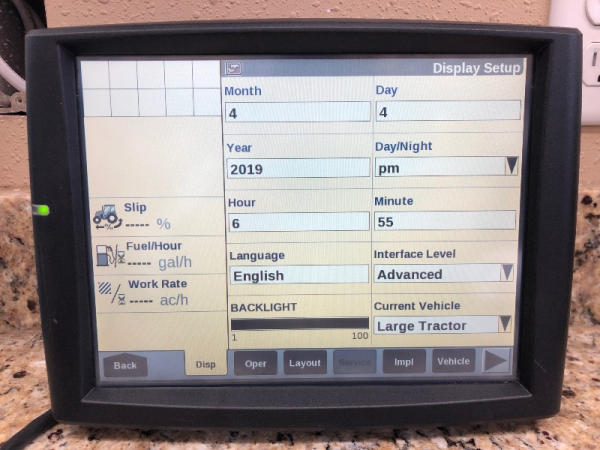 Display Setup
Month
Day
4
4
Year
Day/Night
2019
pm
Slip
----- %
Hour
Minute
6
55
Fuel/Hour
----- gal/h
Language
Interface Level
English
Advanced
Work Rate
----- ac/h
BACKLIGHT
Current Vehicle
Large Tractor
1
100
Back
Disp
Oper
Layout
Service
Impl
Vehicle